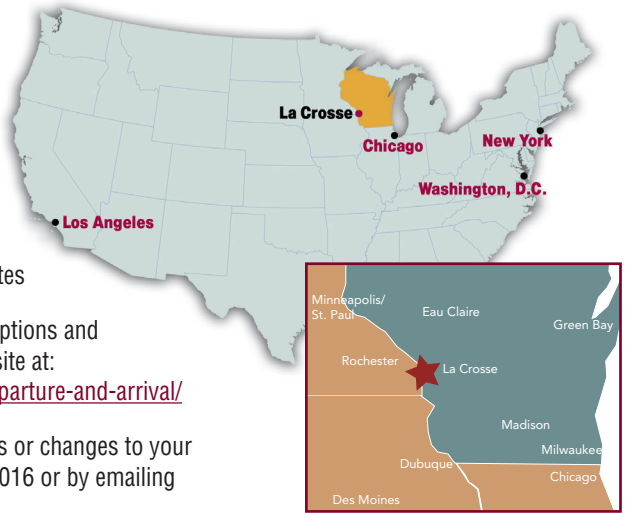 La Crosse
Chicago
New York
Washington, D.C.
Los Angeles
tes
ptions and
site at:
parture-and-arrival/
s or changes to your
016 or by emailing
Minneapolis/
St. Paul
Eau Claire
Green Bay
Rochester
La Crosse
Madison
Milwaukee
Dubuque
Chicago
Des Moines